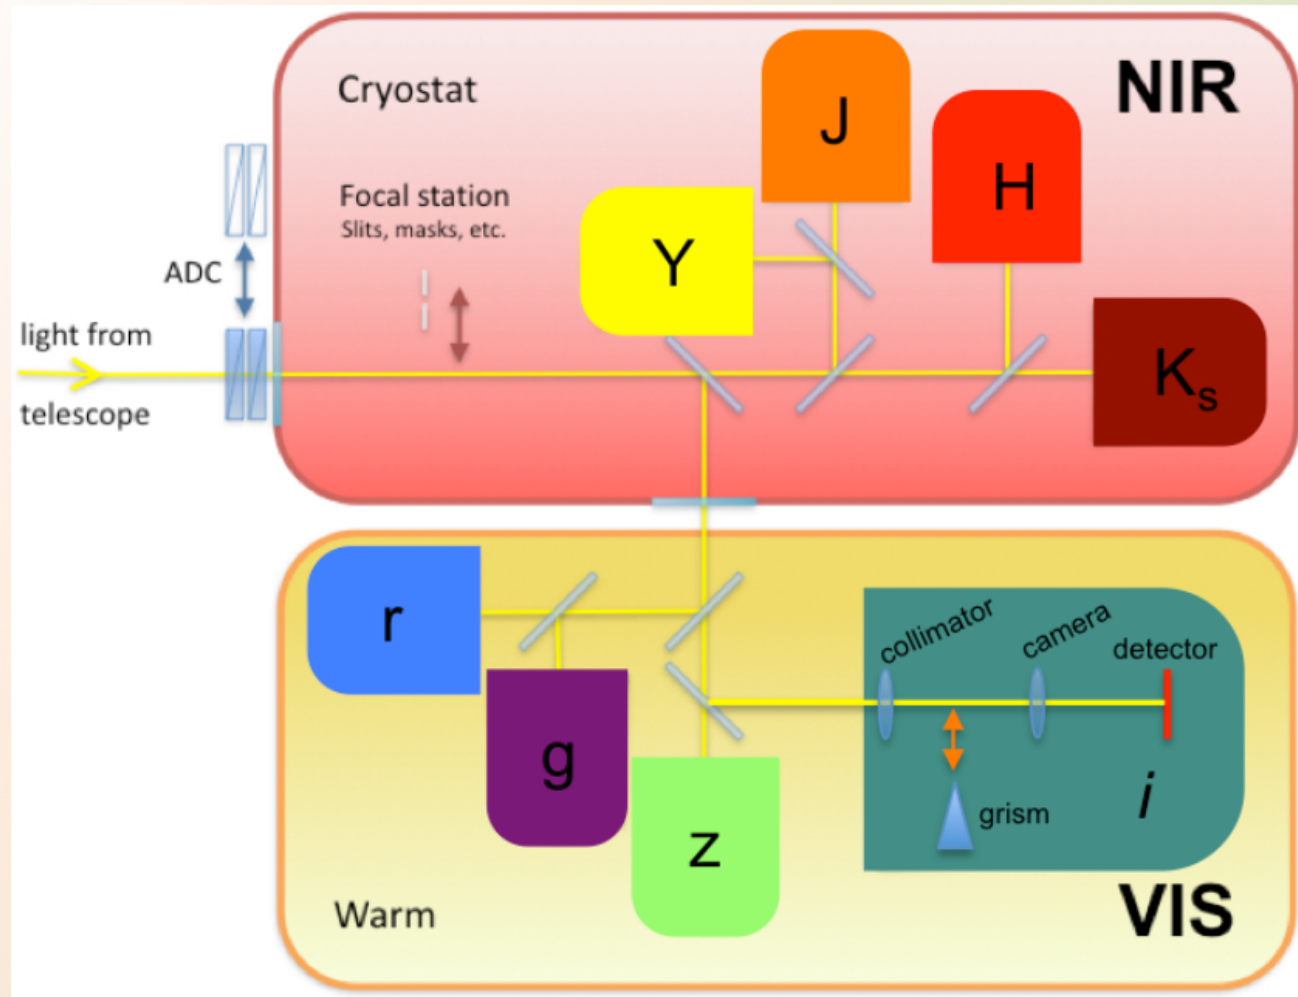 Cryostat
NIR
J
H
Focal station
Slits, masks, etc.
Y
ADC
light from
telescope
Ks
r
g
z
collimator
camera
detector
grism
i
Warm
VIS